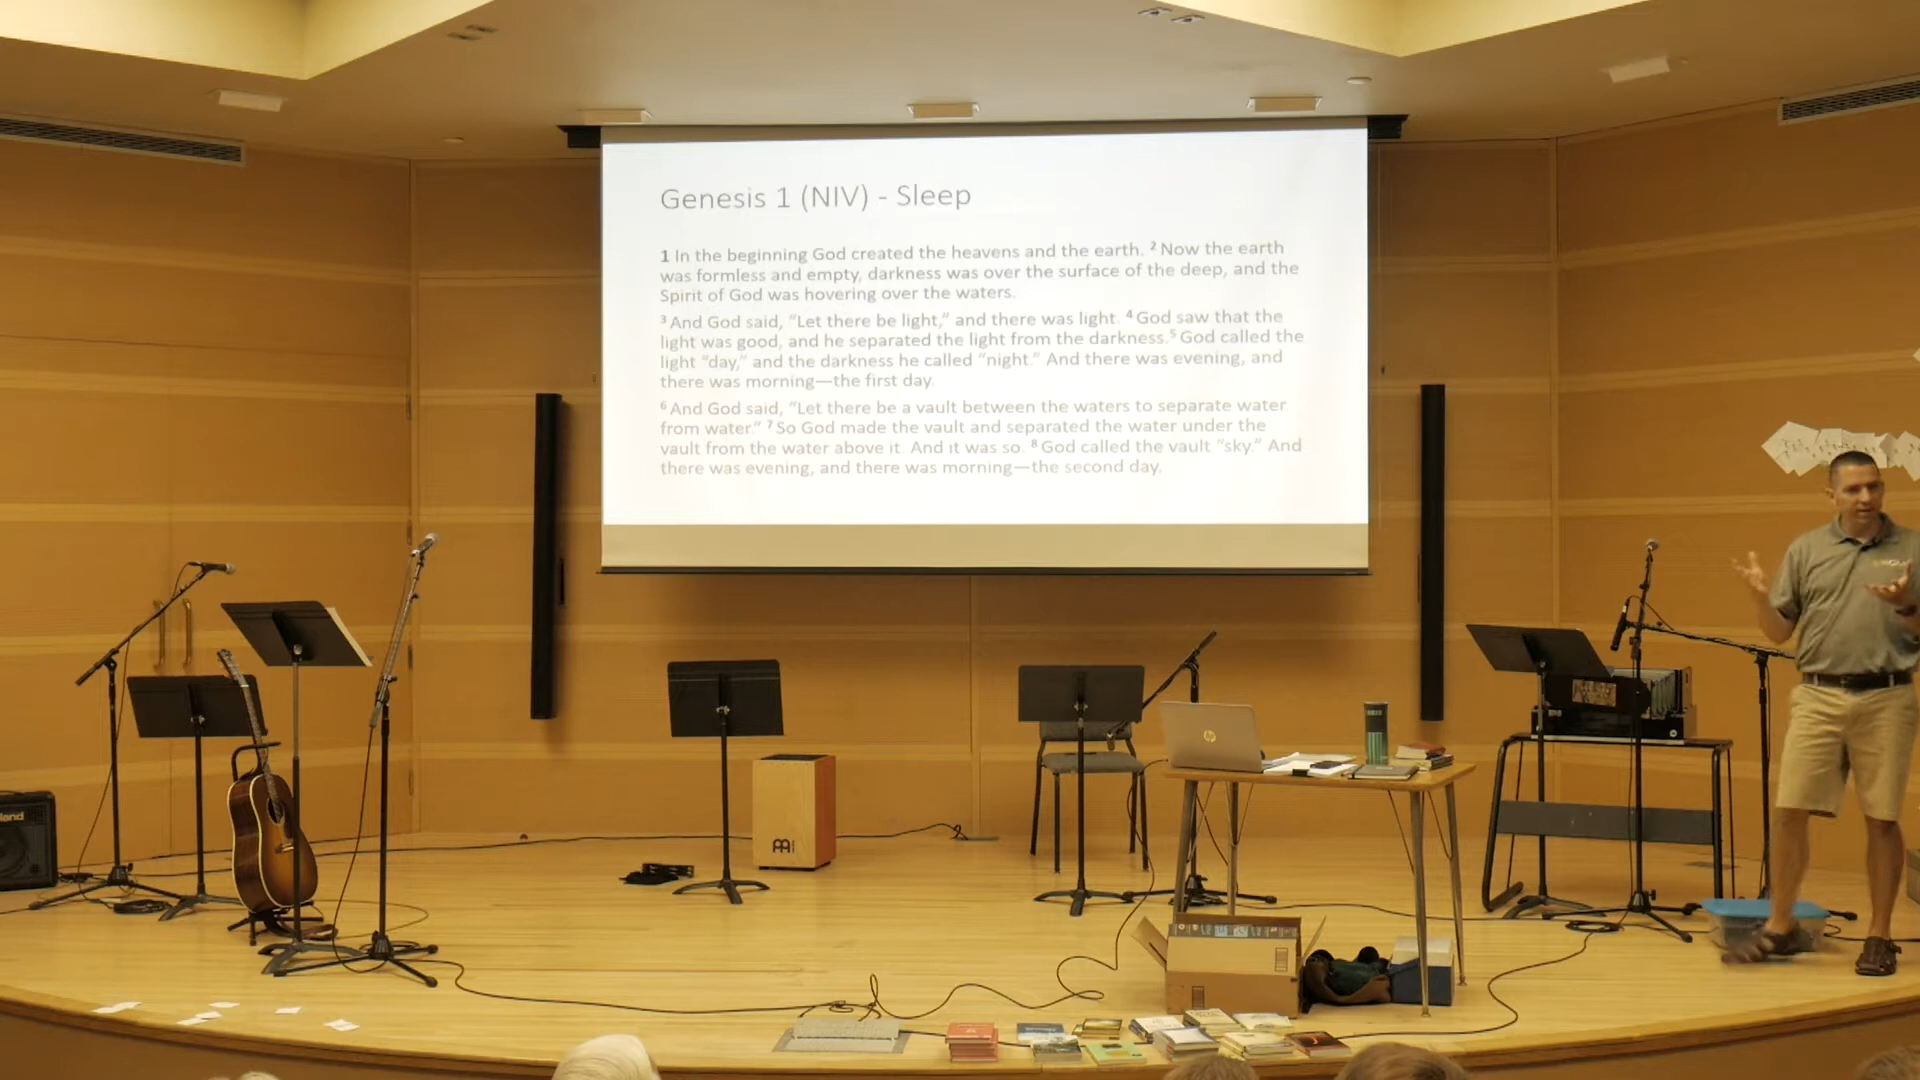 Genesis 1 (NIV) - Sleep
1 In the beginning God created the heavens and the earth. 2 Now the earth
was formless and empty, darkness was over the surface of the deep, and the
Spirit of God was hovering over the waters.
3 And God said, “Let there be light,” and there was light. 4 God saw that the
light was good, and he separated the light from the darkness. 5 God called the
light “day,” and the darkness he called “night.” And there was evening, and
there was morning—the first day.
6 And God said, “Let there be a vault between the waters to separate water
from water.” 7 So God made the vault and separated the water under the
vault from the water above it. And it was so. 8 God called the vault “sky.” And
there was evening, and there was morning—the second day.
hp
MEINL